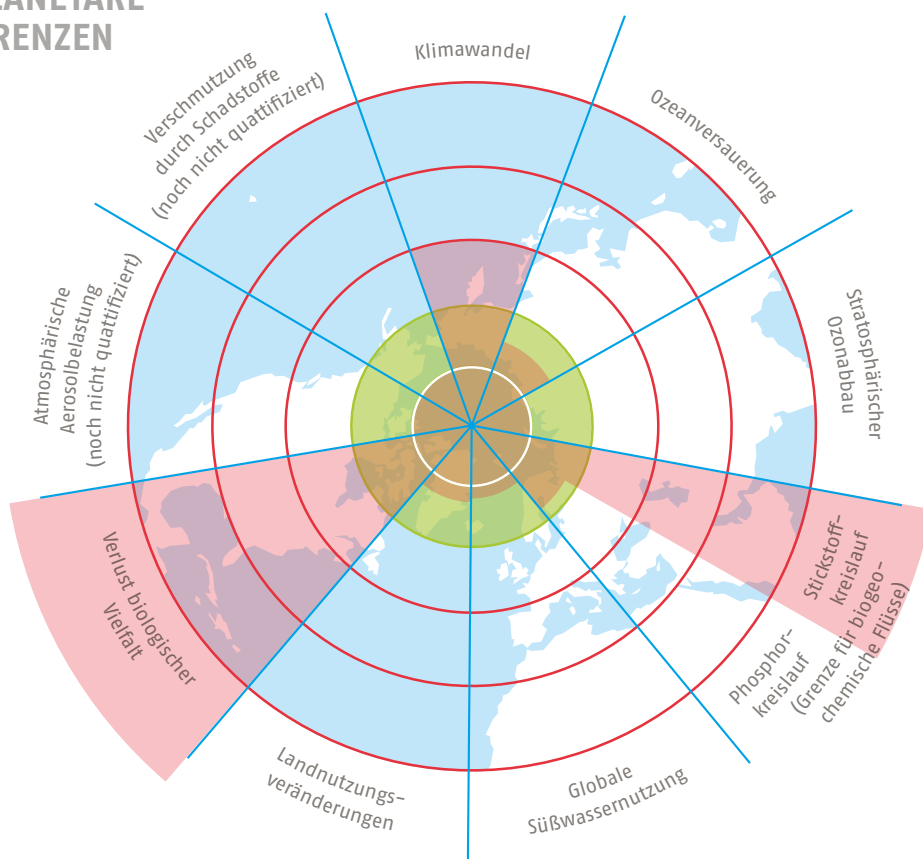 LANETÄRE
RENZEN
Klimawandel
Ozeanversauerung
Stratosphärischer
Ozonabbau
Stickstoff-
kreislauf
(Grenze für biogeo-
chemische Flüsse)
Phosphor-
kreislauf
Globale
Süßwassernutzung
Landnutzungs-
veränderungen
Verlust biologischer
Vielfalt
Atmosphärische
Aerosolbelastung
(noch nicht quattifiziert)
Verschmutzung
durch Schadstoffe
(noch nicht quattifiziert)